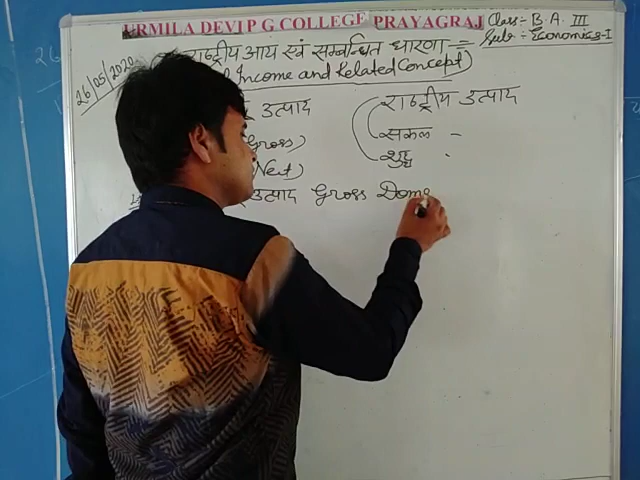 URMILA DEVI P G COLLEGE PRAYAGRAJ
Class:- B. A. III
Sub:- Economics-I
26/05/2020
राष्ट्रीय आय एवं सम्बन्धित धारणा
Income and Related Concept)
उत्पाद
राष्ट्रीय उत्पाद
Gross)
सकल -
शुद्ध
उत्पाद Gross Dome